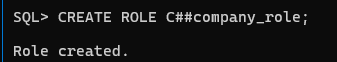 SQL> CREATE ROLE C##company_role;
Role created.